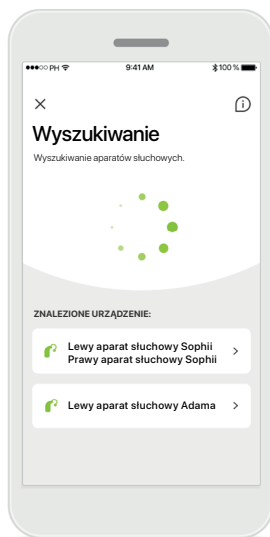 ●●●○○ PH 9:41 AM 100 %
Wyszukiwanie
Wyszukiwanie aparatów słuchowych.
ZNALEZIONE URZĄDZENIE:
Lewy aparat słuchowy Sophii
Prawy aparat słuchowy Sophii
Lewy aparat słuchowy Adama